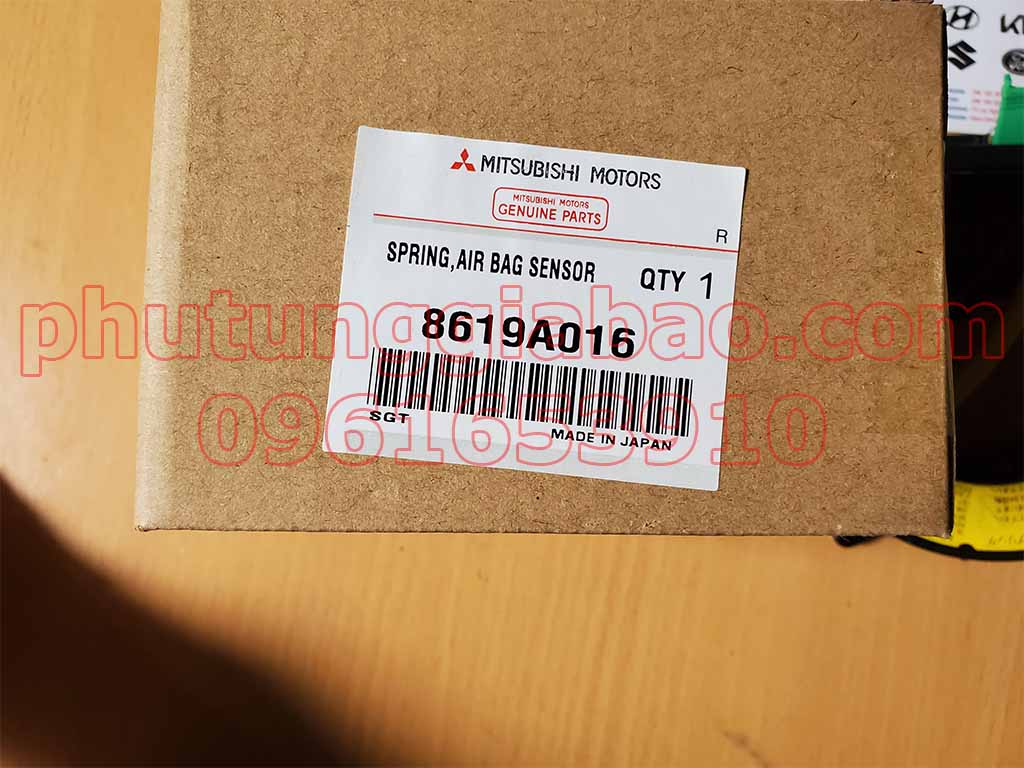 MITSUBISHI MOTORS
MITSUBISHI MOTORS
GENUINE PARTS
R
SPRING,AIR BAG SENSOR QTY 1
8619A016
SGT
MADE IN JAPAN
phutunggiabao.com
0961653910